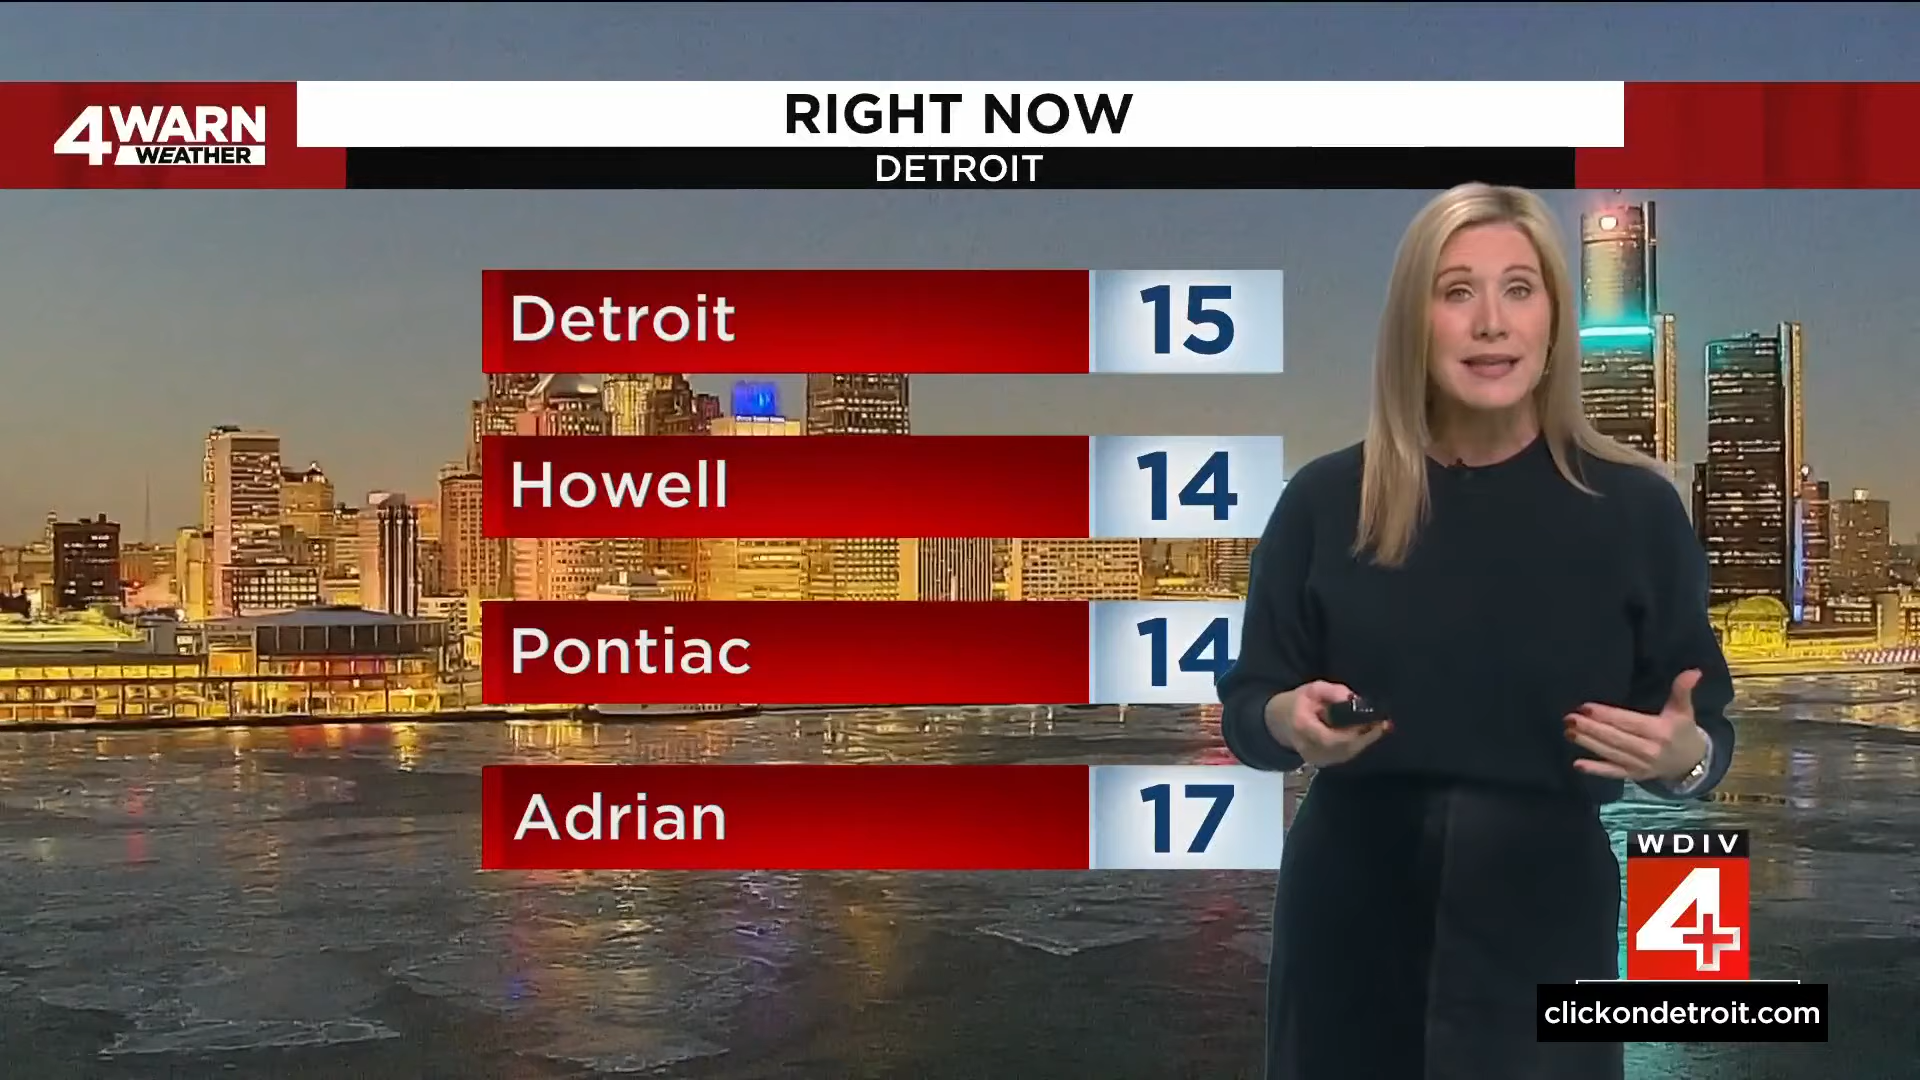 4WARN
WEATHER
RIGHT NOW
DETROIT
Detroit 15
Howell 14
Pontiac 14
Adrian 17
WDIV
4+
clickondetroit.com